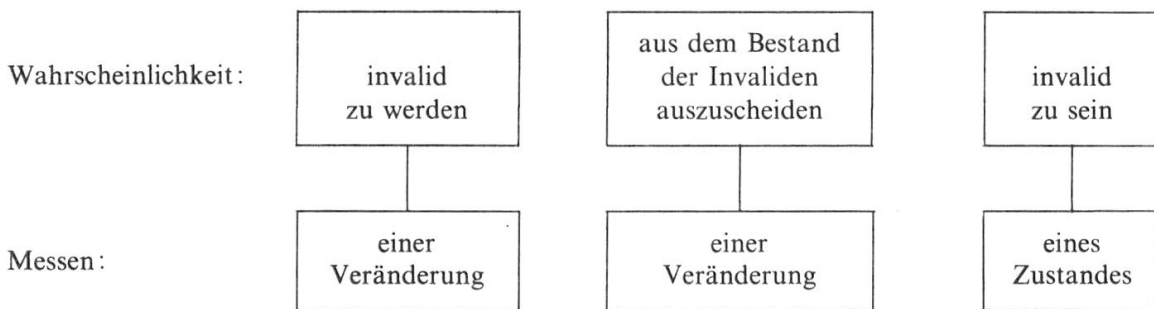 Wahrscheinlichkeit:
invalid
zu werden
aus dem Bestand
der Invaliden
auszuscheiden
invalid
zu sein
Messen:
einer
Veränderung
einer
Veränderung
eines
Zustandes